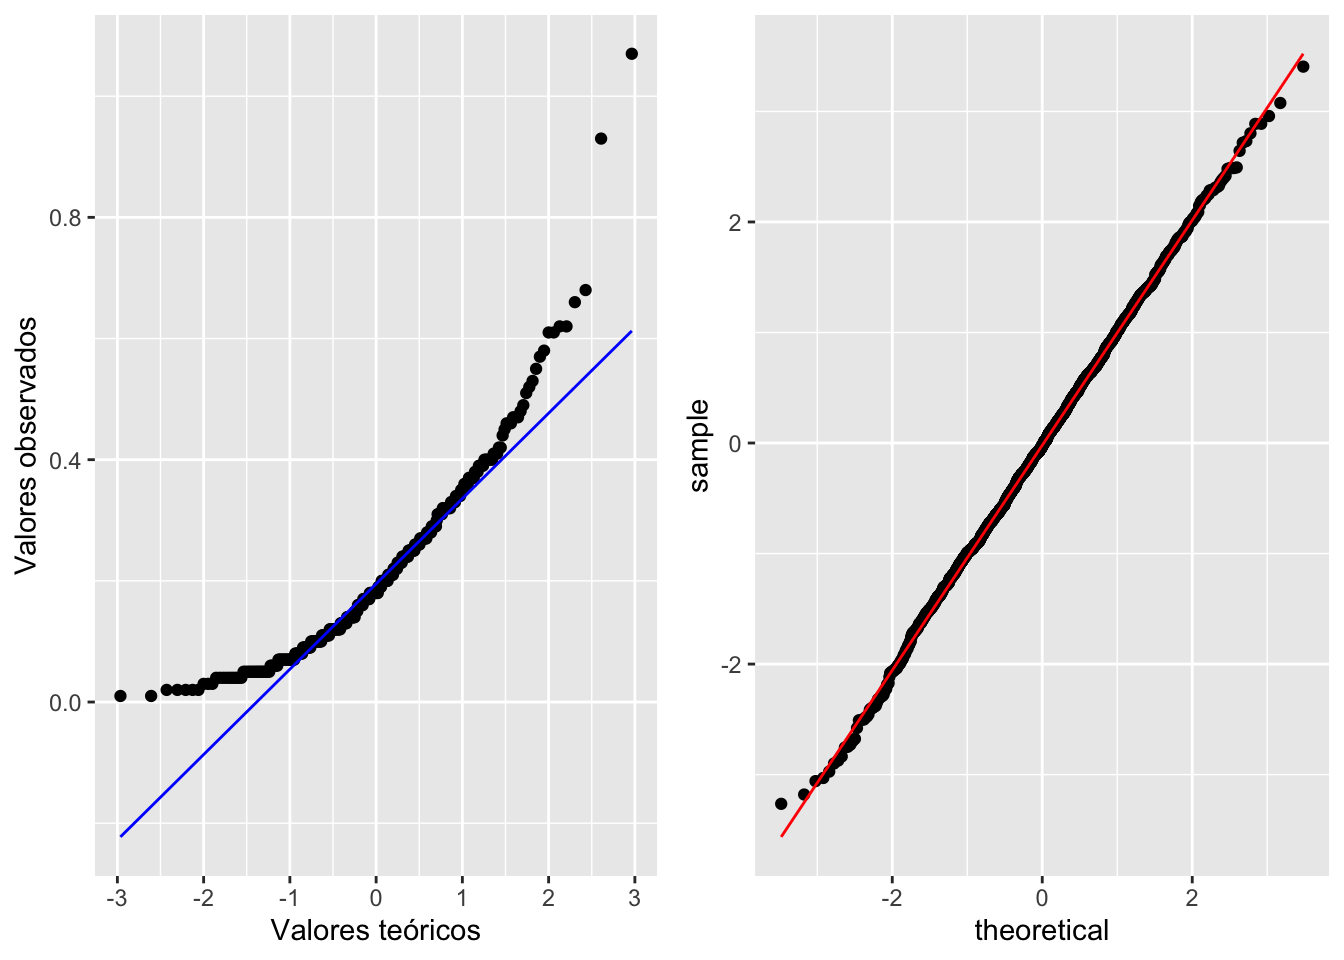 Valores observados
0.8
0.4
0.0
-3 -2 -1 0 1 2 3
Valores teóricos
sample
2
0
-2
-2 0 2
theoretical